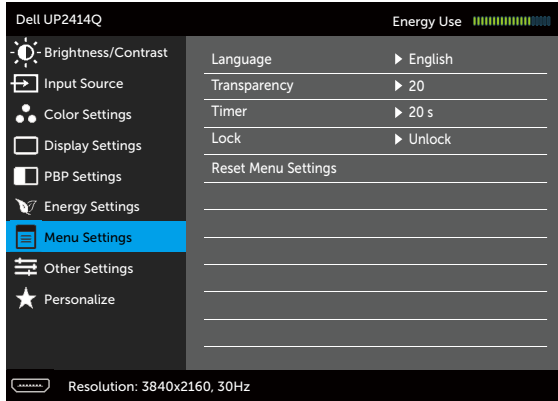 Dell UP2414Q
Energy Use
Brightness/Contrast
Input Source
Color Settings
Display Settings
PBP Settings
Energy Settings
Menu Settings
Other Settings
Personalize
Language English
Transparency 20
Timer 20 s
Lock Unlock
Reset Menu Settings
Resolution: 3840x2160, 30Hz